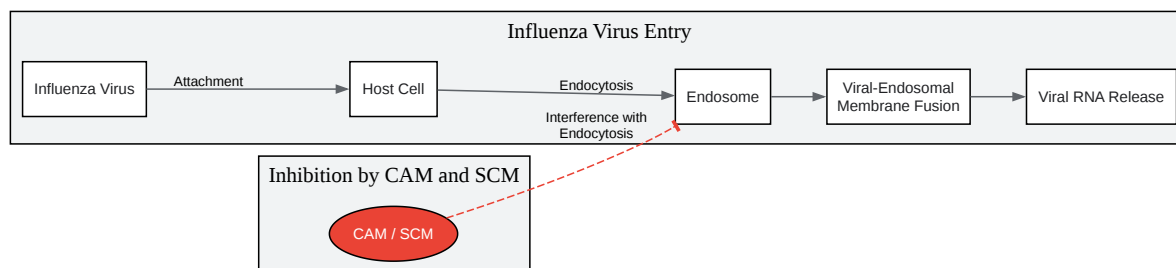 Influenza Virus Entry
Influenza Virus
Attachment
Host Cell
Endocytosis
Endosome
Viral-Endosomal
Membrane Fusion
Viral RNA Release
Interference with
Endocytosis
Inhibition by CAM and SCM
CAM / SCM